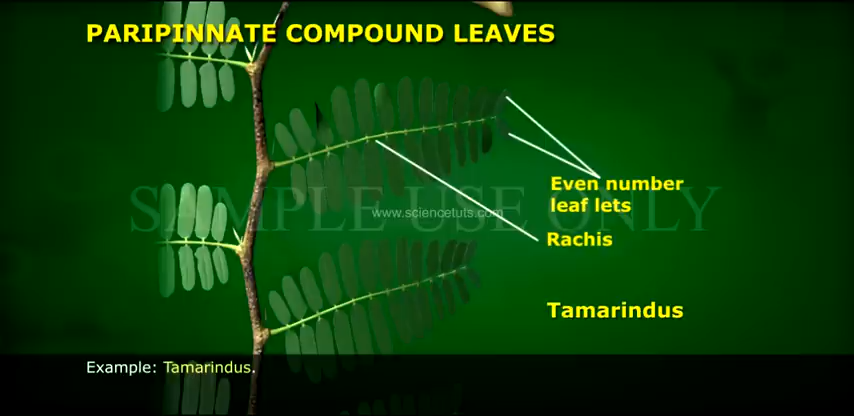 PARIPINNATE COMPOUND LEAVES
Even number
leaf lets
SAMPLE USE ONLY
www.sciencetuts.com
Rachis
Tamarindus
Example: Tamarindus.